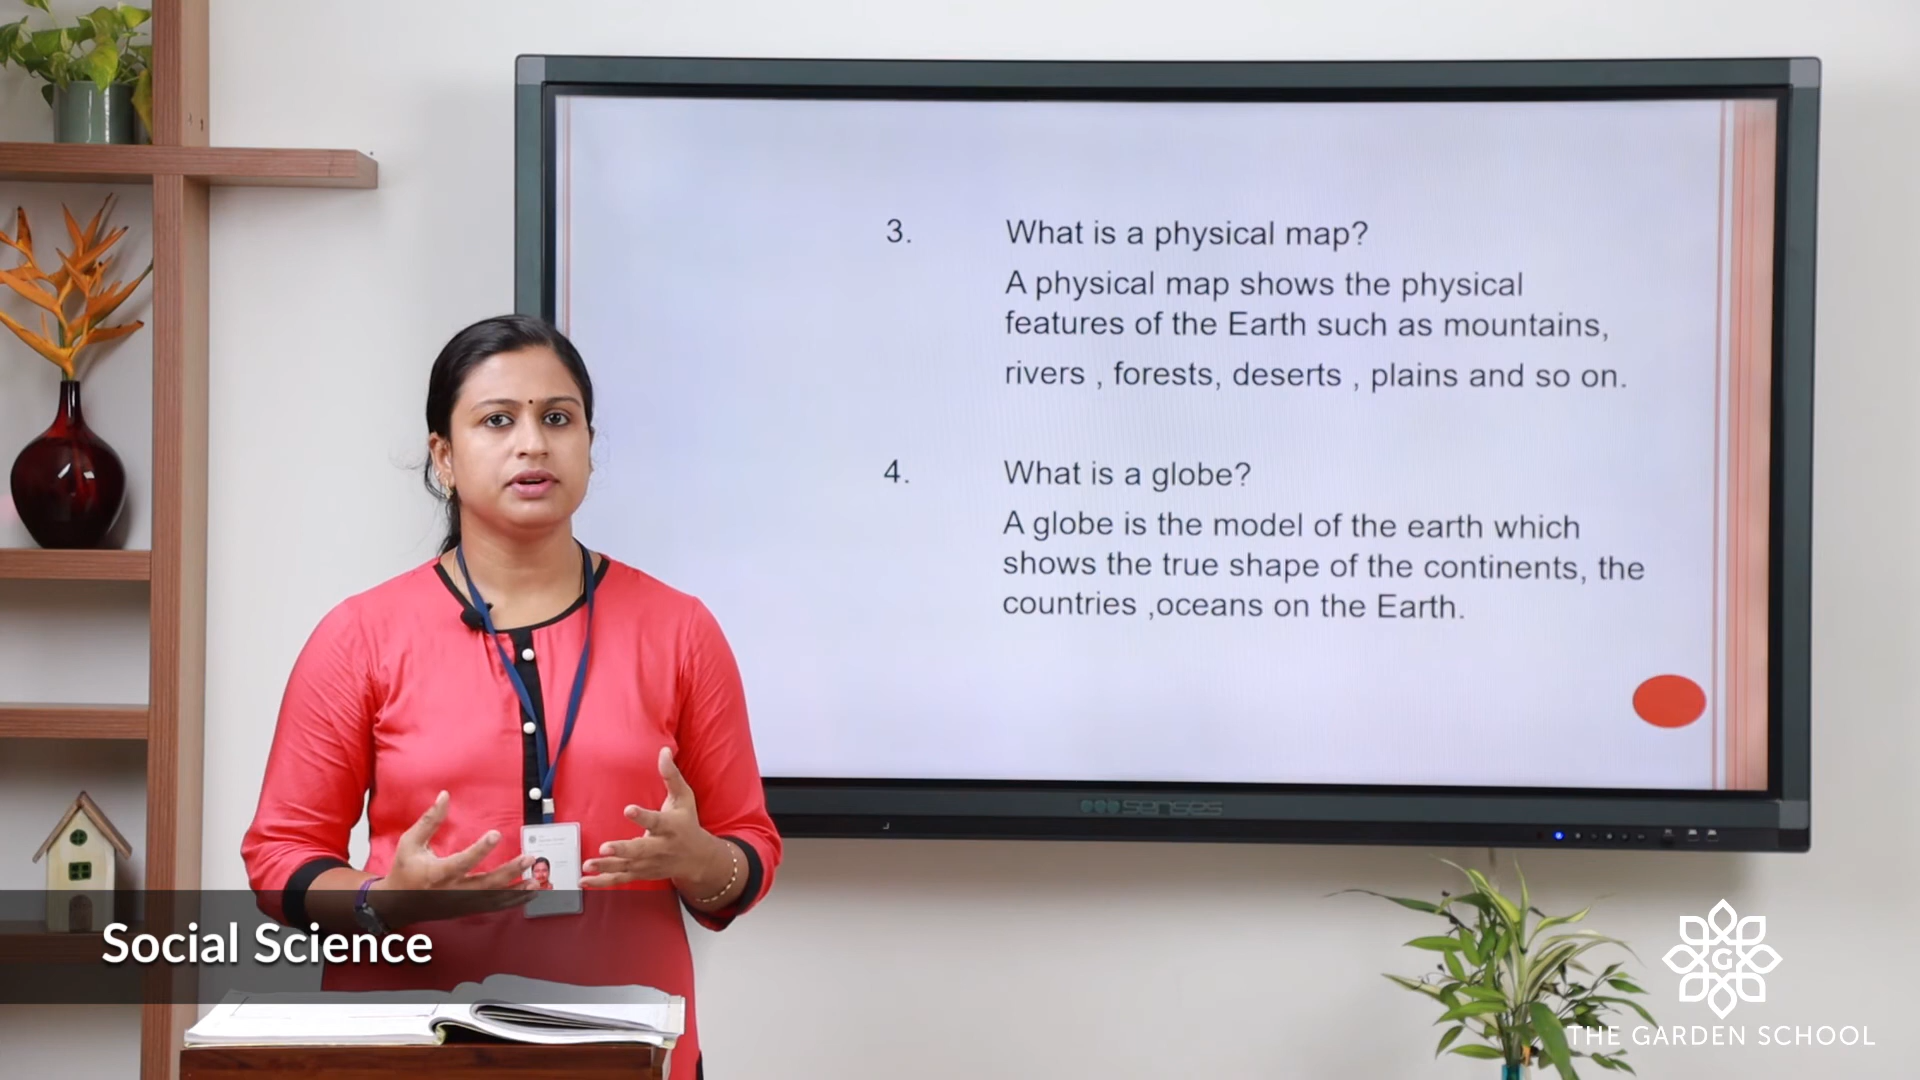 3. What is a physical map?
A physical map shows the physical
features of the Earth such as mountains,
rivers , forests, deserts , plains and so on.
4. What is a globe?
A globe is the model of the earth which
shows the true shape of the continents, the
countries ,oceans on the Earth.
senses
Social Science
G
THE GARDEN SCHOOL